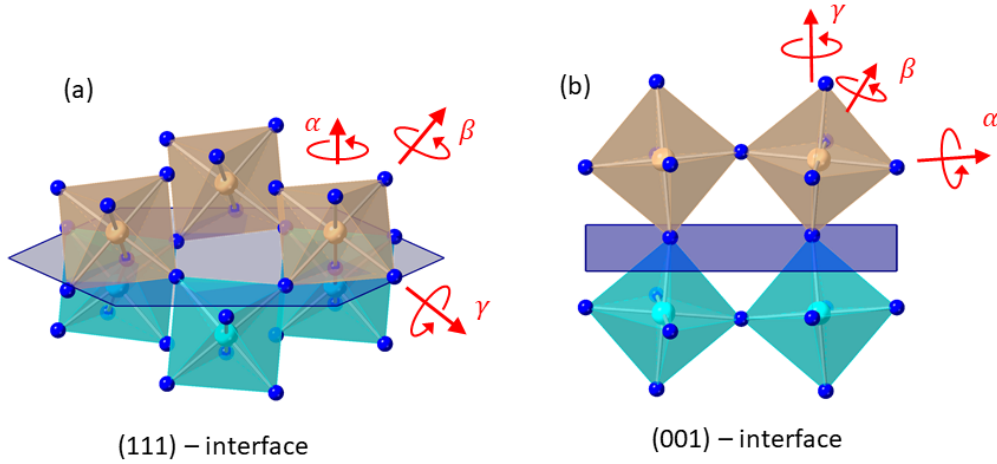 (a)
α
β
γ
(111) – interface
(b)
γ
β
α
(001) – interface